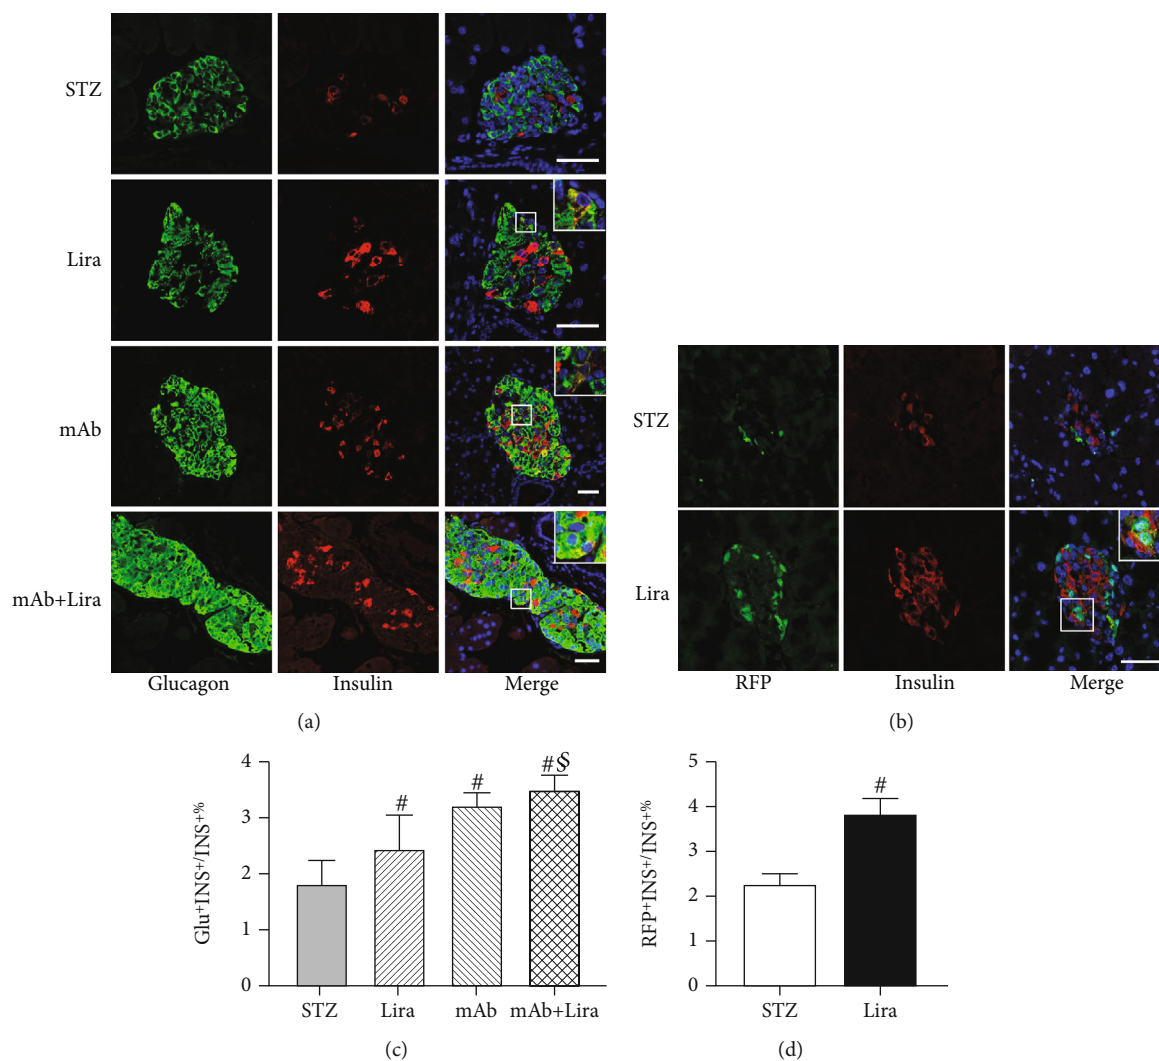 STZ
Lira
mAb
mAb+Lira
Glucagon Insulin Merge
(a)
STZ
Lira
RFP Insulin Merge
(b)
Glu⁺INS⁺/INS⁺%
4
3
2
1
0
#
#
#§
STZ Lira mAb mAb+Lira
(c)
RFP⁺INS⁺/INS⁺%
5
4
3
2
1
0
#
STZ Lira
(d)